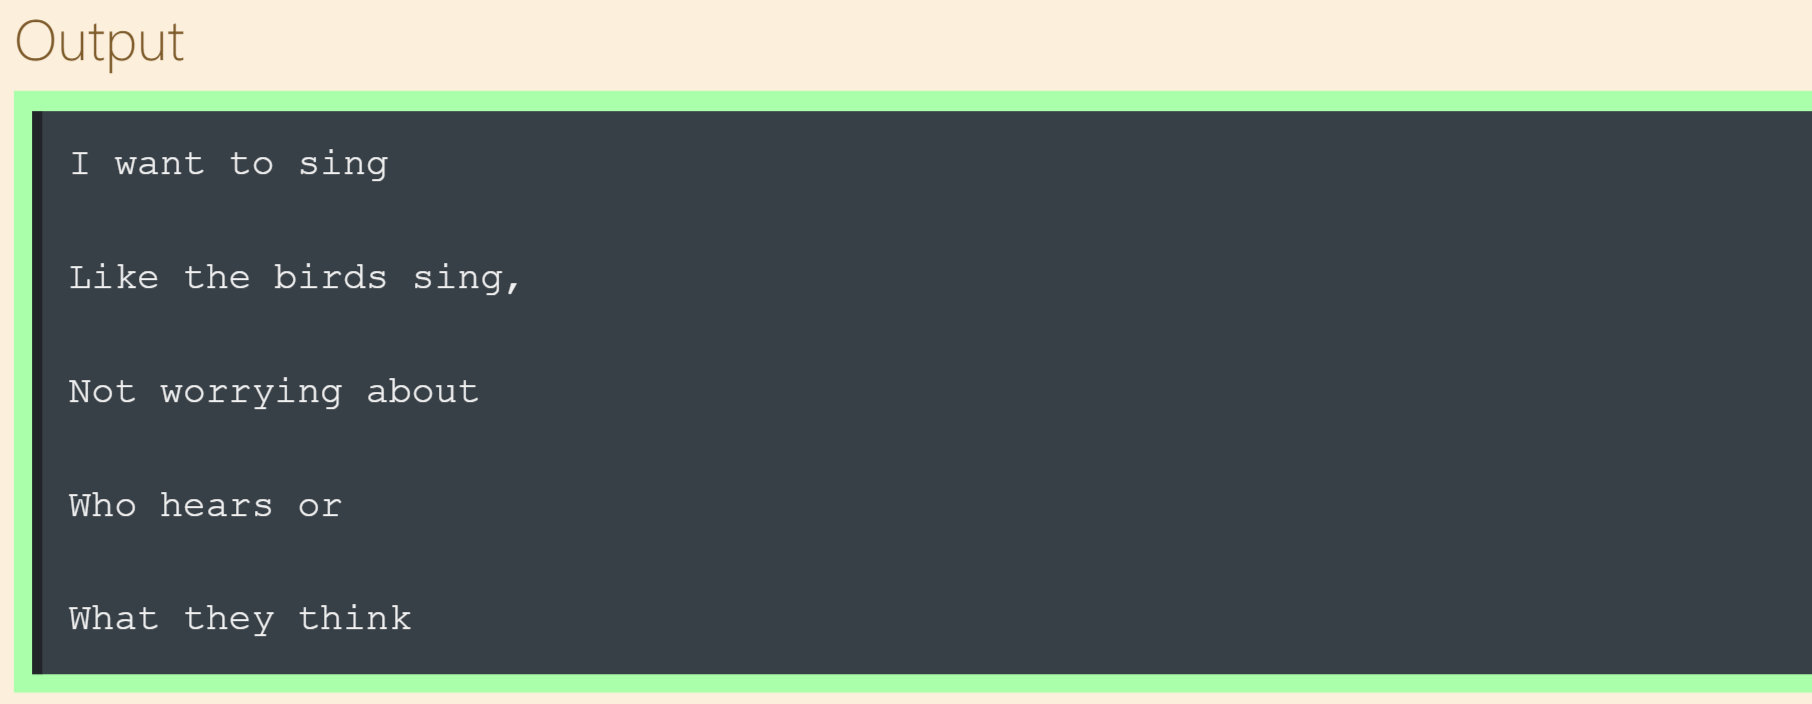 Output
I want to sing
Like the birds sing,
Not worrying about
Who hears or
What they think